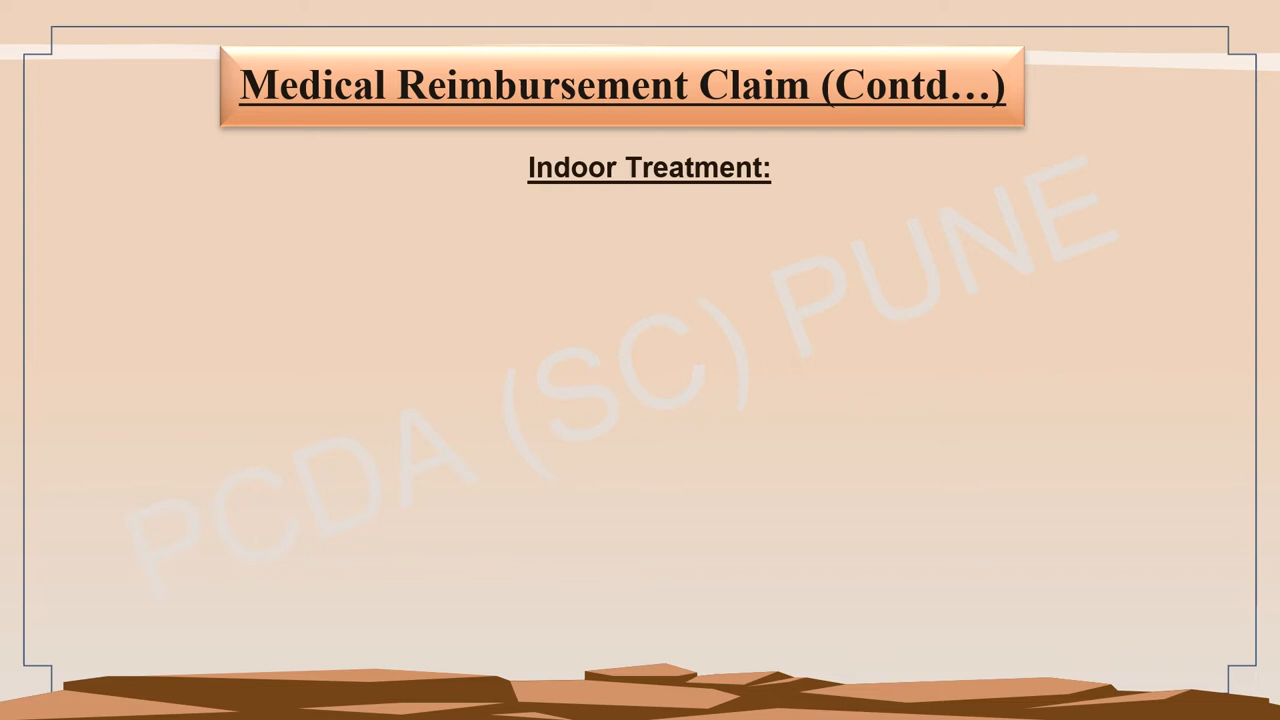 Medical Reimbursement Claim (Contd…)
Indoor Treatment:
PCDA (SC) PUNE